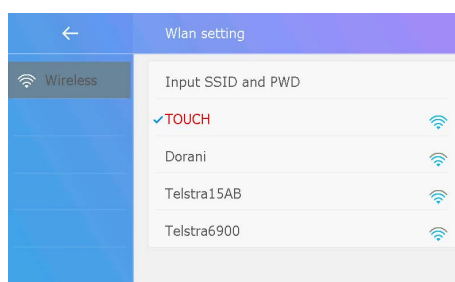 Wlan setting
Wireless
Input SSID and PWD
TOUCH
Dorani
Telstra15AB
Telstra6900